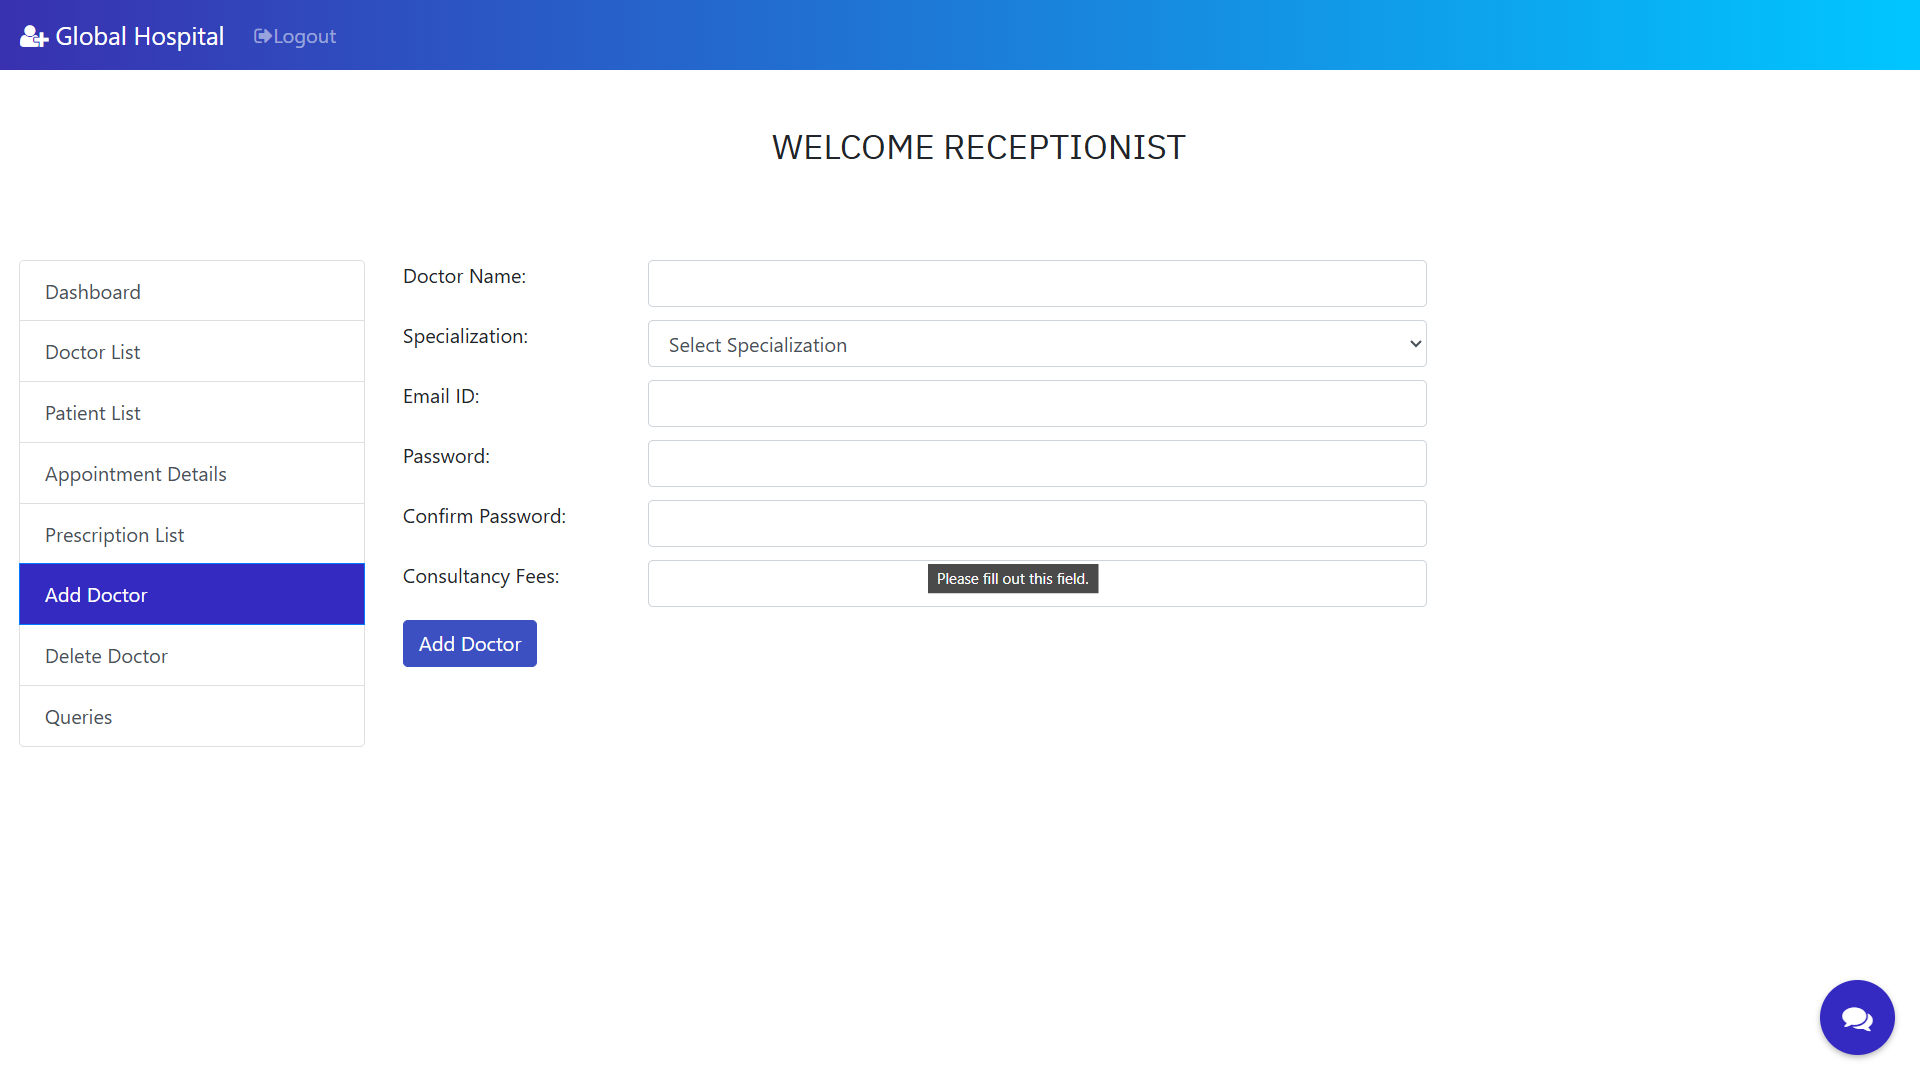 Global Hospital
Logout
WELCOME RECEPTIONIST
Dashboard
Doctor List
Patient List
Appointment Details
Prescription List
Add Doctor
Delete Doctor
Queries
Doctor Name:
Specialization:
Select Specialization
Email ID:
Password:
Confirm Password:
Consultancy Fees:
Please fill out this field.
Add Doctor